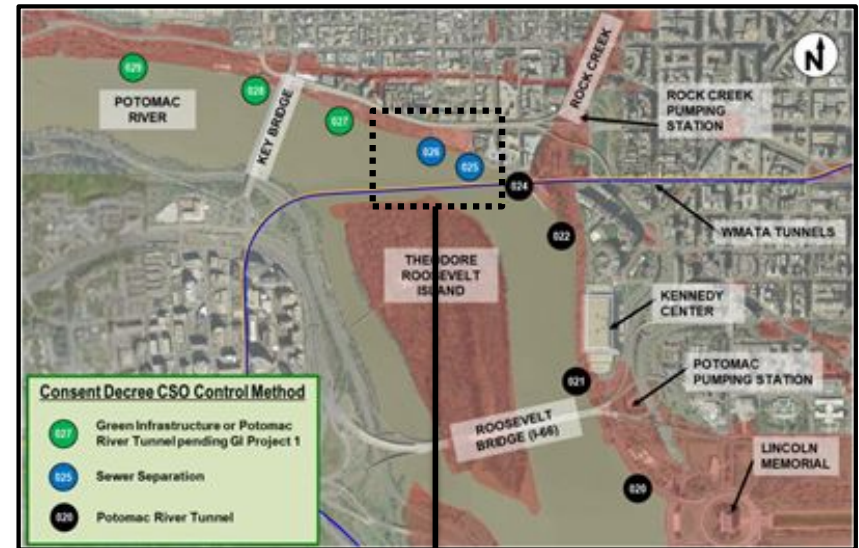 029
028
027
026
025
024
022
021
020
POTOMAC
RIVER
KEY BRIDGE
ROCK CREEK
ROCK CREEK
PUMPING
STATION
N
WMATA TUNNELS
THEODORE
ROOSEVELT
ISLAND
KENNEDY
CENTER
POTOMAC
PUMPING STATION
ROOSEVELT
BRIDGE (I-66)
LINCOLN
MEMORIAL
Consent Decree CSO Control Method
027
Green Infrastructure or Potomac
River Tunnel pending GI Project 1
025
Sewer Separation
020
Potomac River Tunnel